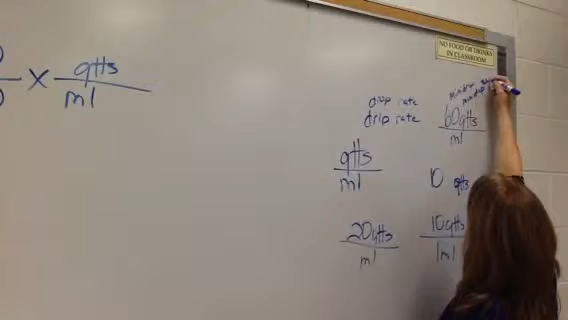 NO FOOD OR DRINKS
IN CLASSROOM
x gtts
ml
drop rate
drip rate
60gtts
ml
gtts
ml
10 gtts
20gtts
ml
10gtts
1ml